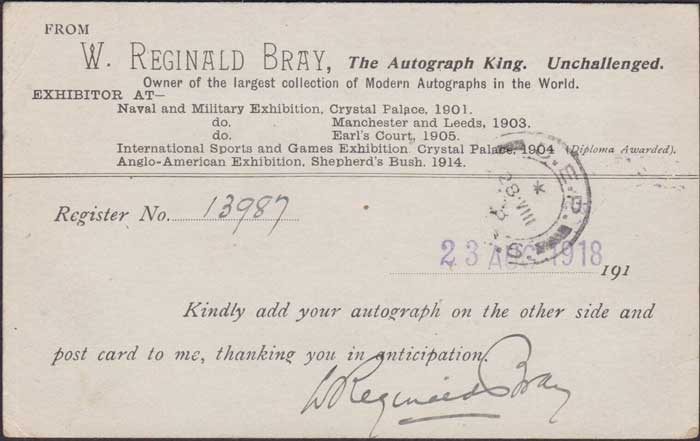 FROM
W. REGINALD BRAY, The Autograph King. Unchallenged.
Owner of the largest collection of Modern Autographs in the World.
EXHIBITOR AT—
Naval and Military Exhibition, Crystal Palace, 1901.
do. Manchester and Leeds, 1903.
do. Earl's Court, 1905.
International Sports and Games Exhibition Crystal Palace, 1904 (Diploma Awarded).
Anglo-American Exhibition, Shepherd's Bush. 1914.
Register No. 13987
23 AUG 1918
191
Kindly add your autograph on the other side and
post card to me, thanking you in anticipation.
W Reginald Bray